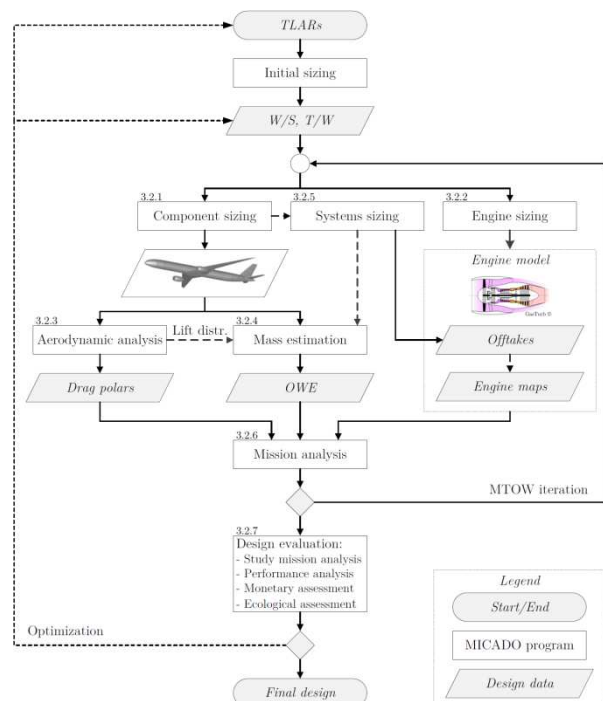 TLARs
Initial sizing
W/S, T/W
3.2.1
Component sizing
3.2.5
Systems sizing
3.2.2
Engine sizing
Engine model
GasTurb 13
3.2.3
Aerodynamic analysis
Lift distr.
3.2.4
Mass estimation
Offtakes
Drag polars
OWE
Engine maps
3.2.6
Mission analysis
MTOW iteration
3.2.7
Design evaluation:
- Study mission analysis
- Performance analysis
- Monetary assessment
- Ecological assessment
Optimization
Final design
Legend
Start/End
MICADO program
Design data